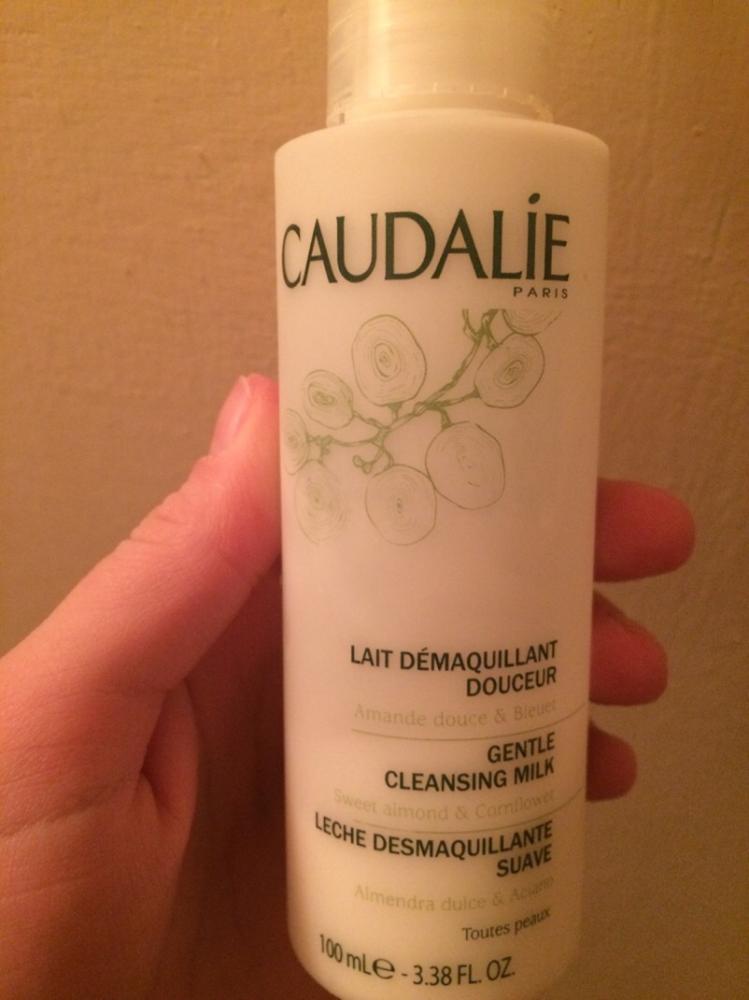 CAUDALÍE
PARIS
LAIT DÉMAQUILLANT
DOUCEUR
Amande douce & Bleuet
GENTLE
CLEANSING MILK
Sweet almond & Cornflower
LECHE DESMAQUILLANTE
SUAVE
Almendra dulce & Aciano
Toutes peaux
100 mL℮ - 3.38 FL. OZ.